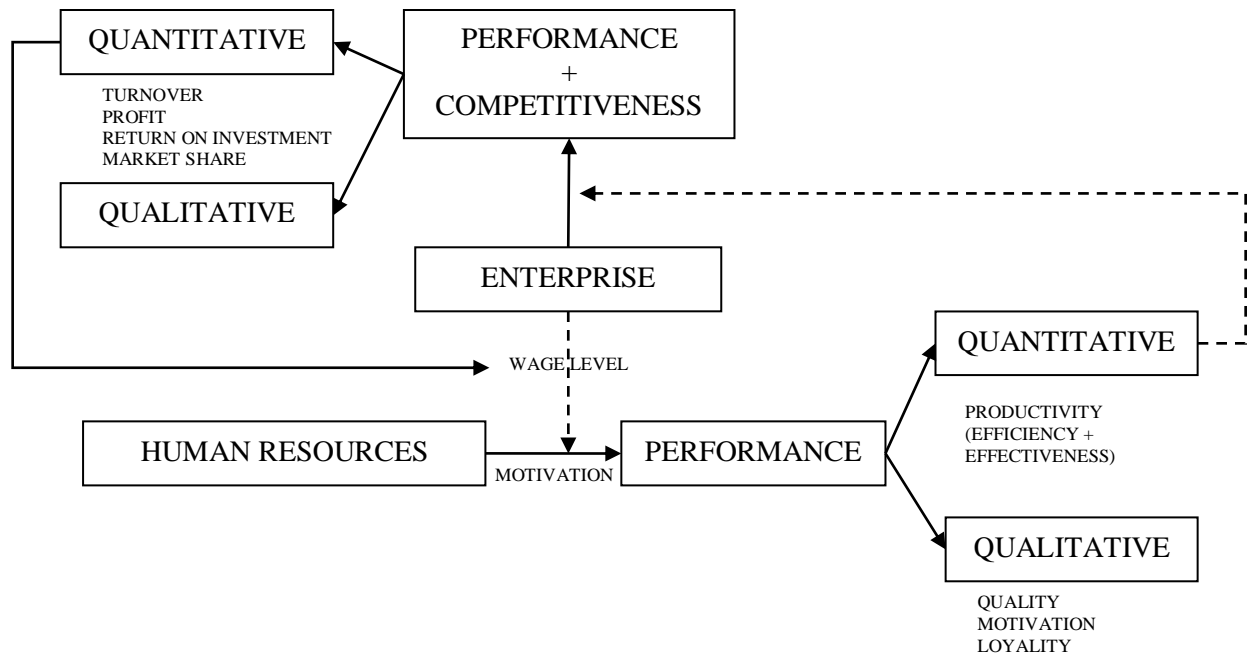 QUANTITATIVE
TURNOVER
PROFIT
RETURN ON INVESTMENT
MARKET SHARE
QUALITATIVE
PERFORMANCE
+
COMPETITIVENESS
ENTERPRISE
WAGE LEVEL
HUMAN RESOURCES
MOTIVATION
PERFORMANCE
QUANTITATIVE
PRODUCTIVITY
(EFFICIENCY +
EFFECTIVENESS)
QUALITATIVE
QUALITY
MOTIVATION
LOYALITY